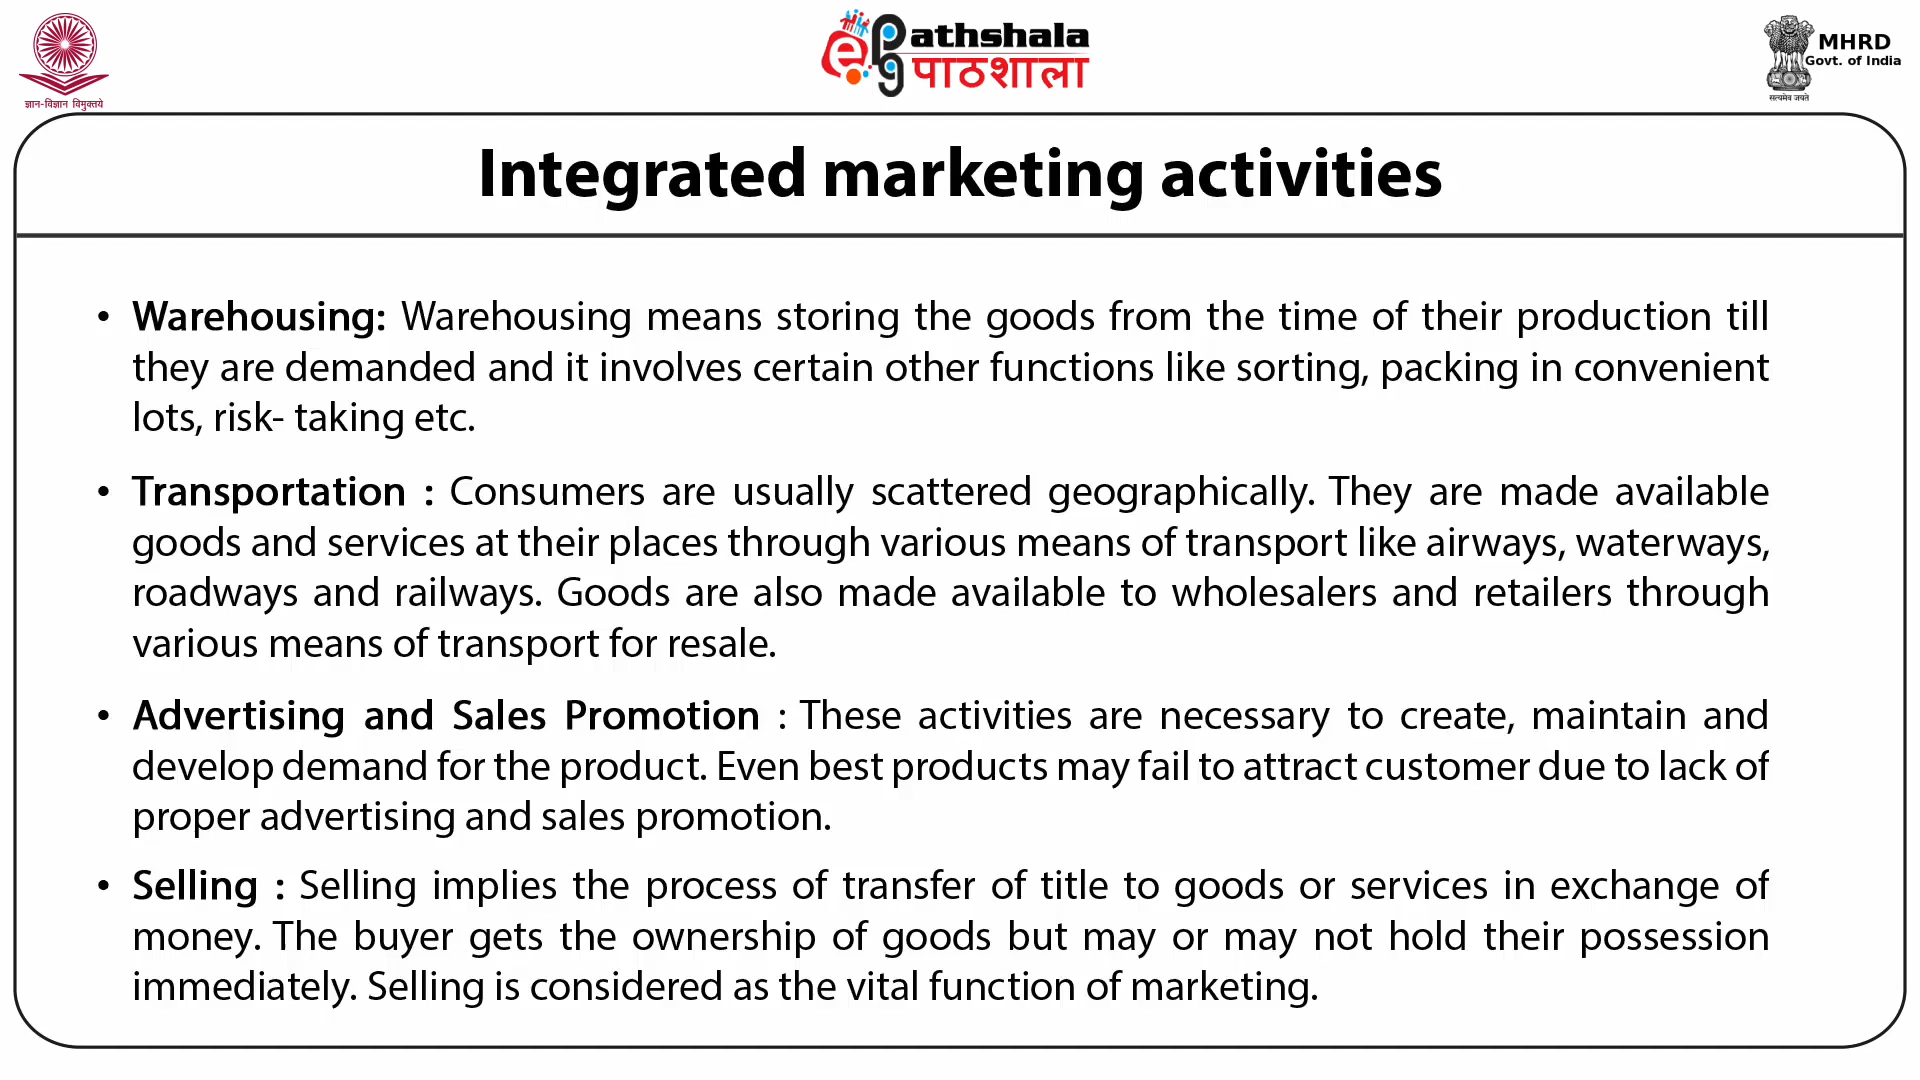 ज्ञान-विज्ञान विमुक्तये
ePathshala
पाठशाला
MHRD
Govt. of India
सत्यमेव जयते
Integrated marketing activities
• Warehousing: Warehousing means storing the goods from the time of their production till
they are demanded and it involves certain other functions like sorting, packing in convenient
lots, risk- taking etc.
• Transportation : Consumers are usually scattered geographically. They are made available
goods and services at their places through various means of transport like airways, waterways,
roadways and railways. Goods are also made available to wholesalers and retailers through
various means of transport for resale.
• Advertising and Sales Promotion : These activities are necessary to create, maintain and
develop demand for the product. Even best products may fail to attract customer due to lack of
proper advertising and sales promotion.
• Selling : Selling implies the process of transfer of title to goods or services in exchange of
money. The buyer gets the ownership of goods but may or may not hold their possession
immediately. Selling is considered as the vital function of marketing.